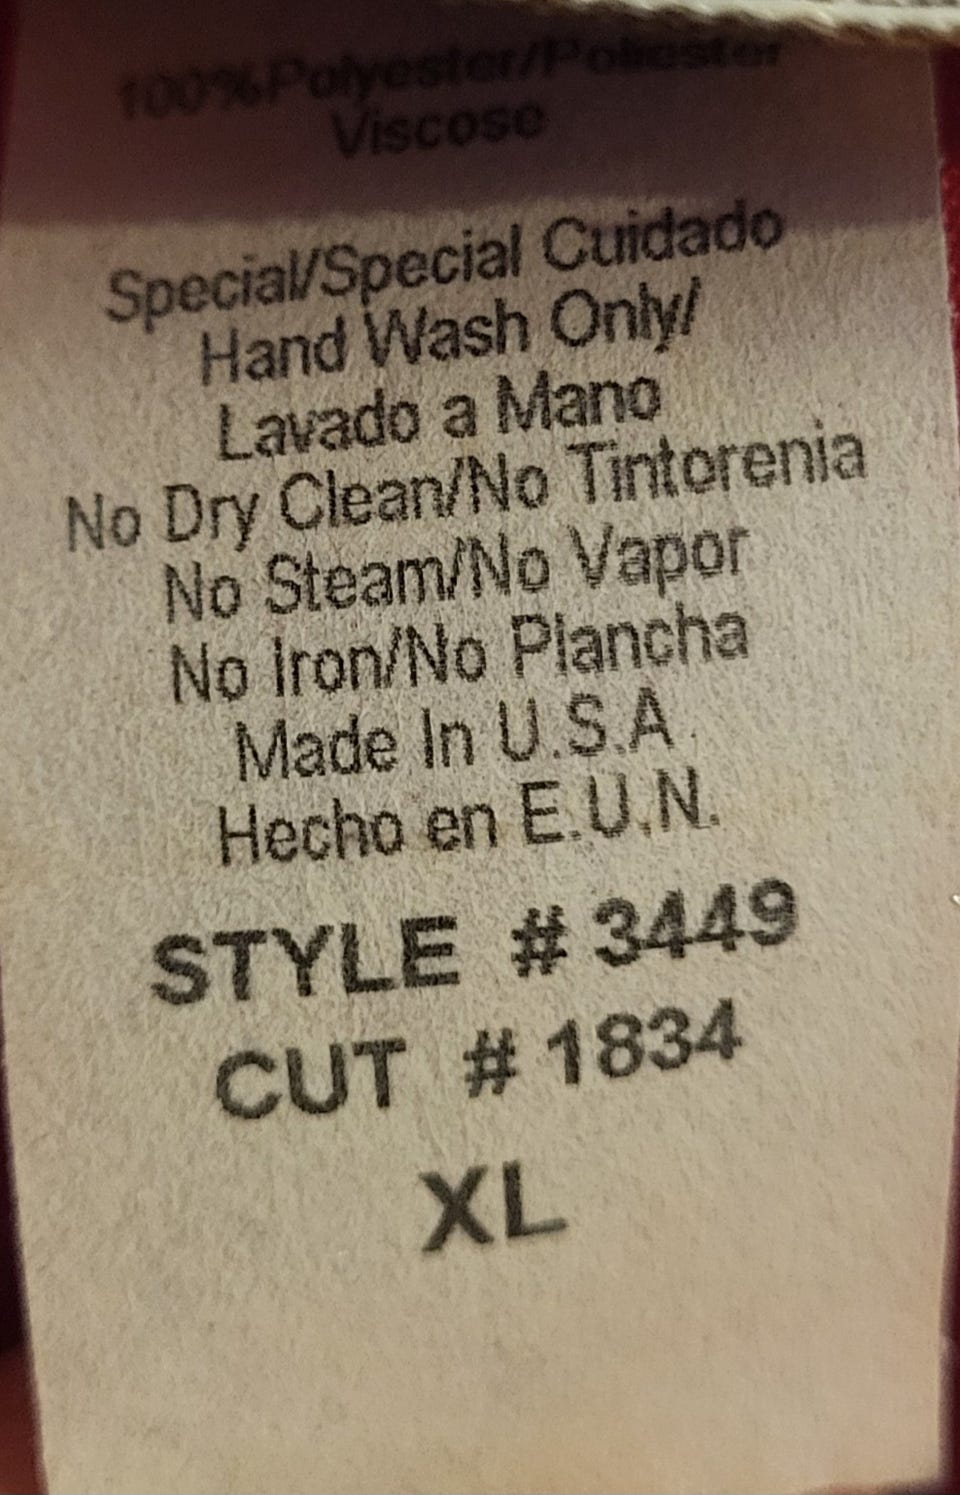 100%Polyester/Poliester
Viscose
Special/Special Cuidado
Hand Wash Only/
Lavado a Mano
No Dry Clean/No Tintorenia
No Steam/No Vapor
No Iron/No Plancha
Made In U.S.A.
Hecho en E.U.N.
STYLE # 3449
CUT # 1834
XL